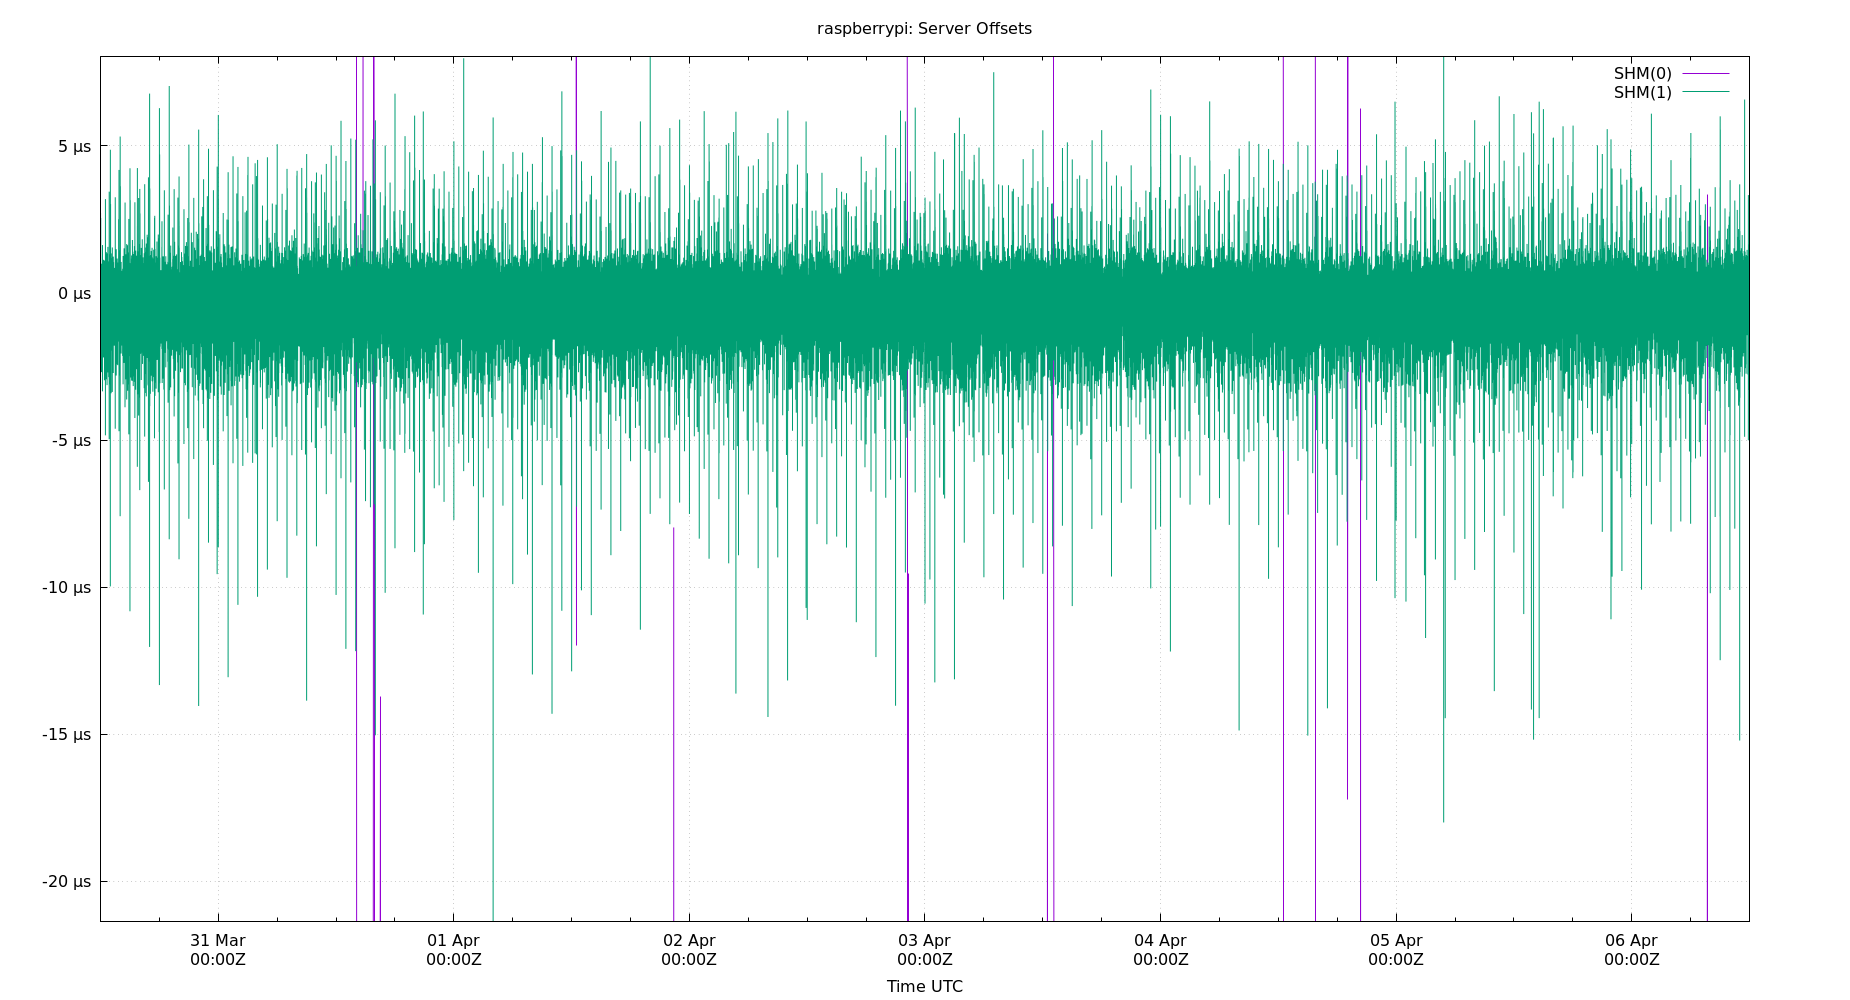 raspberrypi: Server Offsets
SHM(0)
SHM(1)
5 µs
0 µs
-5 µs
-10 µs
-15 µs
-20 µs
31 Mar 01 Apr 02 Apr 03 Apr 04 Apr 05 Apr 06 Apr
00:00Z 00:00Z 00:00Z 00:00Z 00:00Z 00:00Z 00:00Z
Time UTC